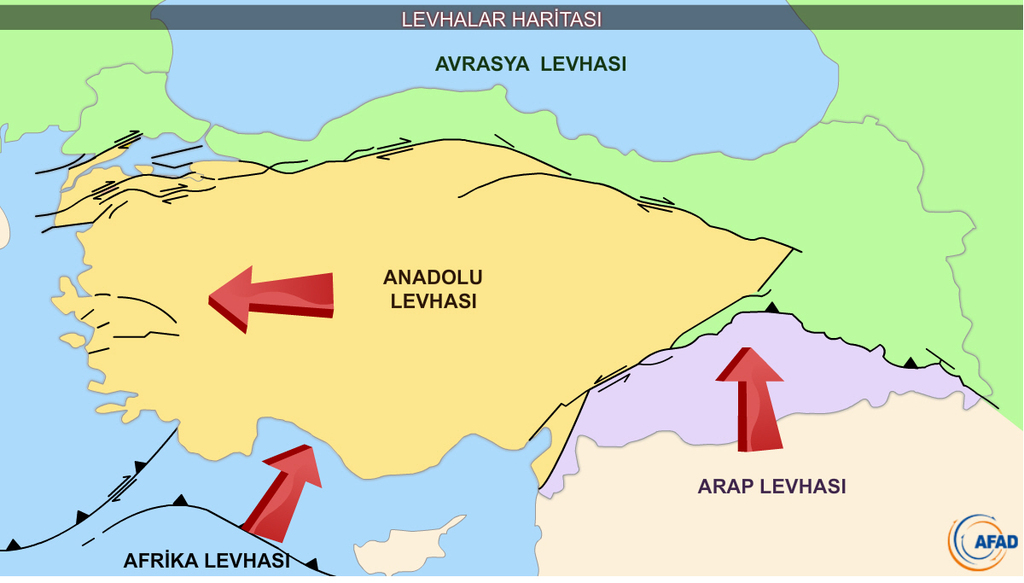 LEVHALAR HARİTASI
AVRASYA LEVHASI
ANADOLU
LEVHASI
ARAP LEVHASI
AFRİKA LEVHASI
AFAD